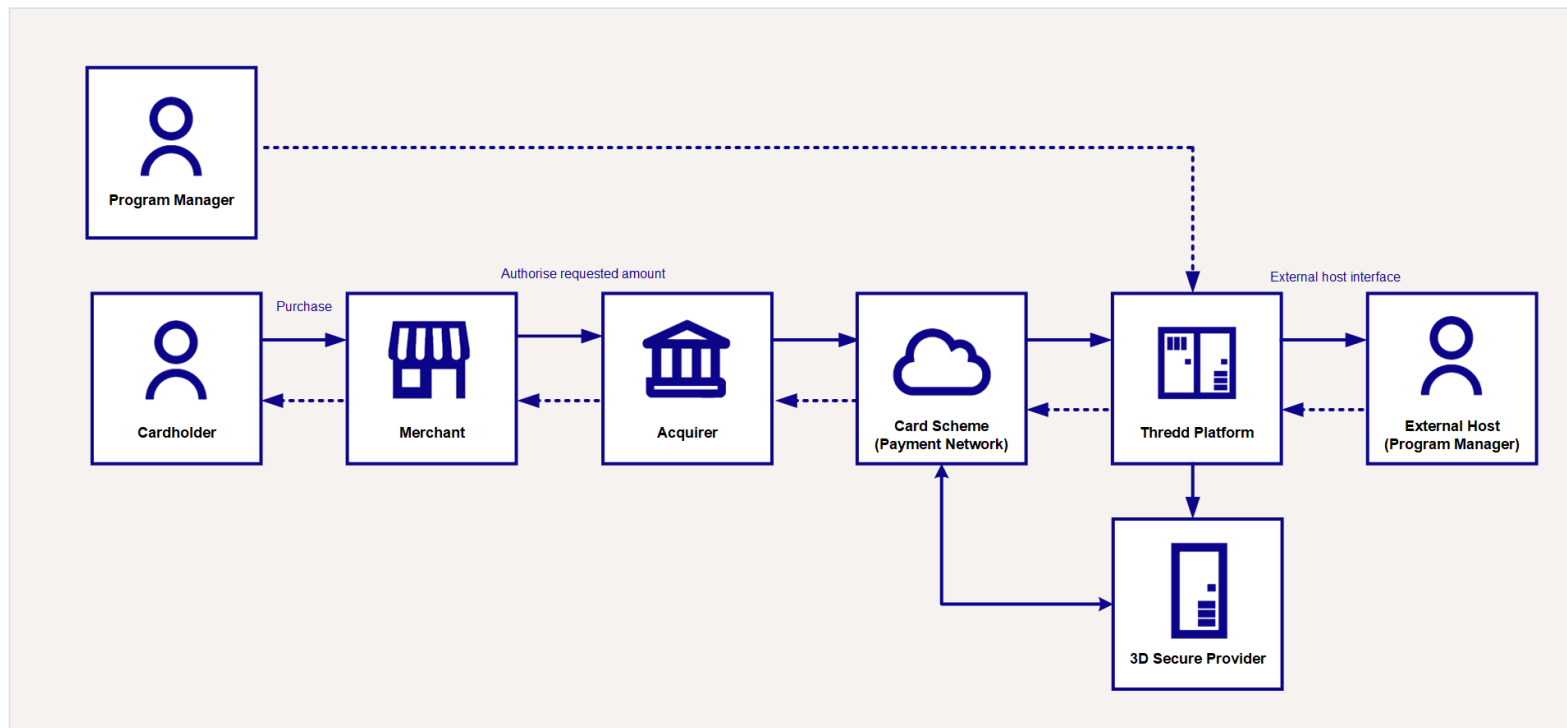 Program Manager
Authorise requested amount
External host interface
Purchase
Cardholder
Merchant
Acquirer
Card Scheme
(Payment Network)
Thredd Platform
External Host
(Program Manager)
3D Secure Provider